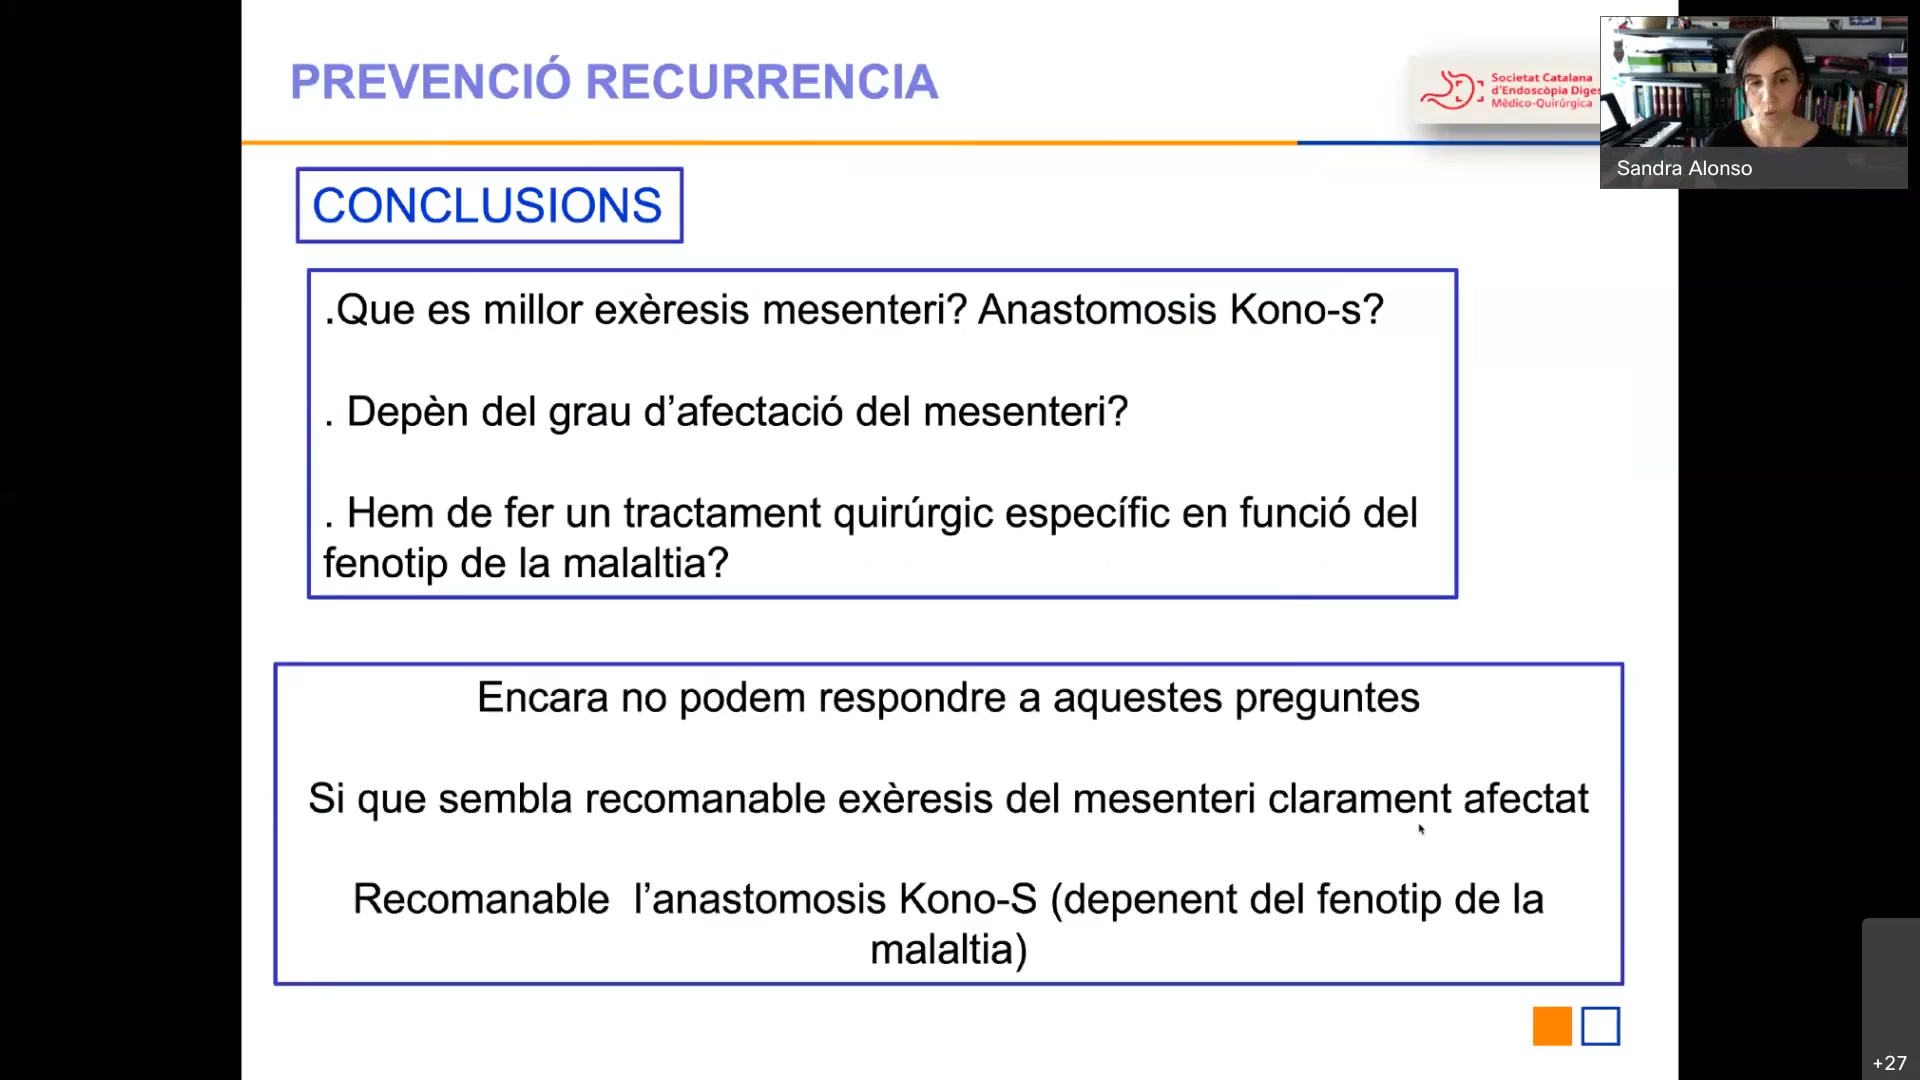 PREVENCIÓ RECURRENCIA
Societat Catalana
d'Endoscòpia Diges
Mèdico-Quirúrgica
Sandra Alonso
CONCLUSIONS
.Que es millor exèresis mesenteri? Anastomosis Kono-s?
. Depèn del grau d’afectació del mesenteri?
. Hem de fer un tractament quirúrgic específic en funció del
fenotip de la malaltia?
Encara no podem respondre a aquestes preguntes
Si que sembla recomanable exèresis del mesenteri clarament afectat
Recomanable l’anastomosis Kono-S (depenent del fenotip de la
malaltia)
+27